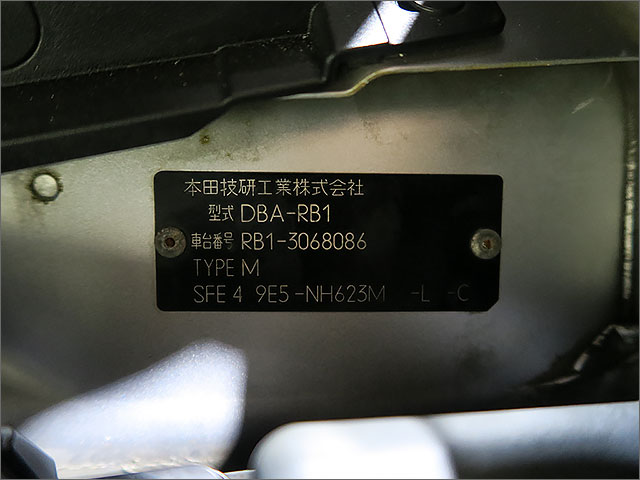 本田技研工業株式会社
型式 DBA-RB1
車台番号 RB1-3068086
TYPE M
SFE 4 9E5-NH623M -L -C